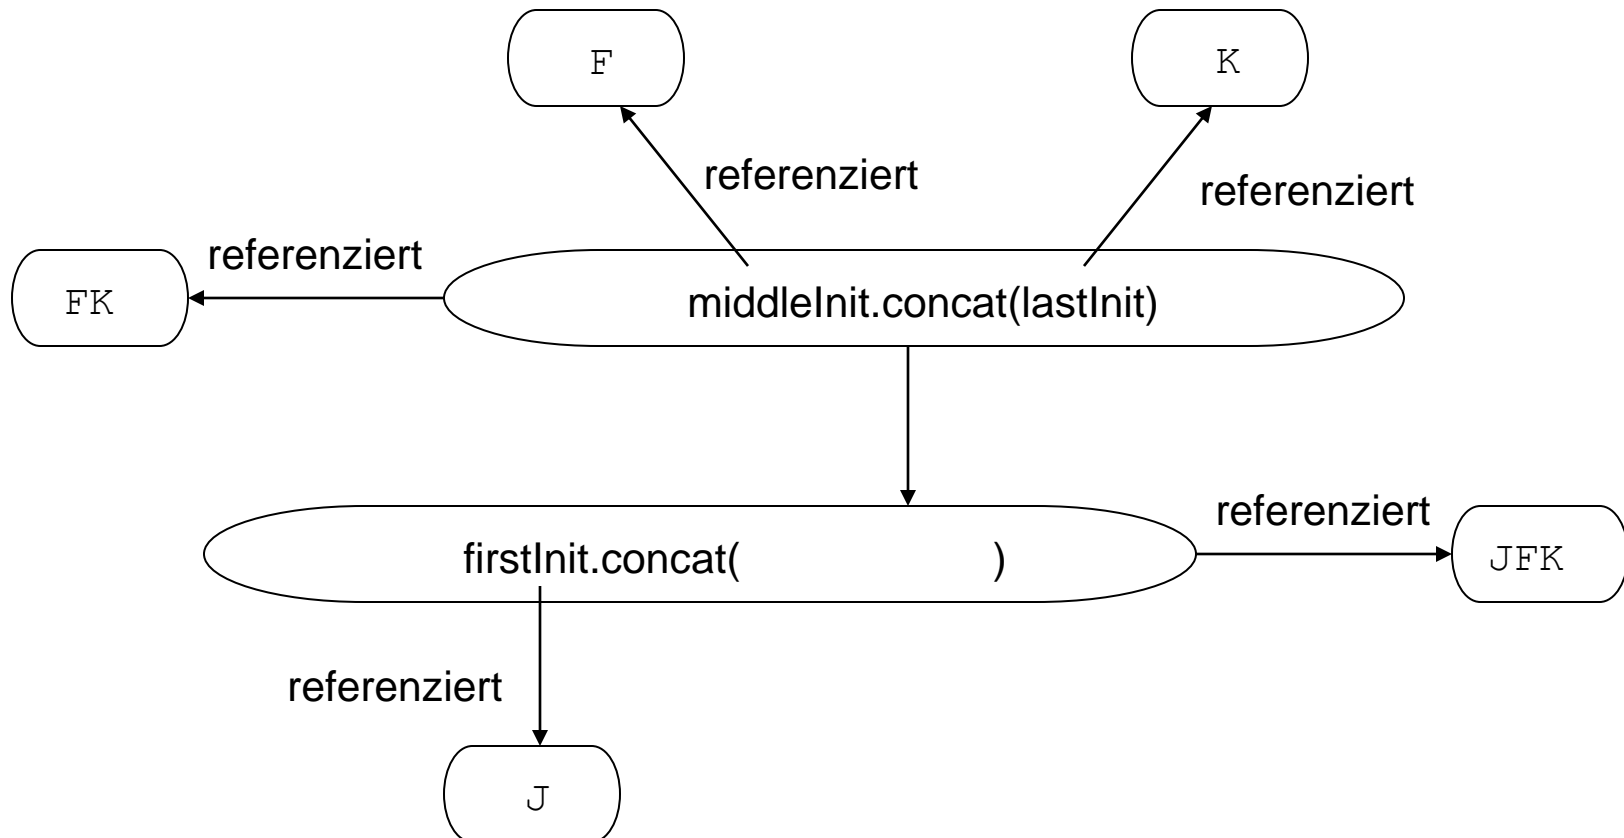 F
K
referenziert
referenziert
referenziert
FK
middleInit.concat(lastInit)
referenziert
firstInit.concat( )
JFK
referenziert
J